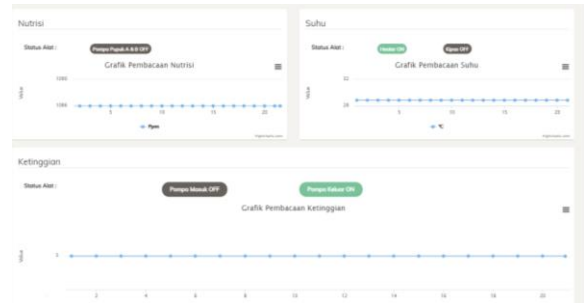 Nutrisi
Status Alat :
Pompa Pupuk A & B OFF
Grafik Pembacaan Nutrisi
Value
5
10
15
20
Suhu
Status Alat :
Heater ON
Kipas OFF
Grafik Pembacaan Suhu
Value
5
10
15
20
°C
Ketinggian
Status Alat :
Pompa Masuk OFF
Pompa Keluar ON
Grafik Pembacaan Ketinggian
Value
2
4
6
8
10
12
14
16
18
20